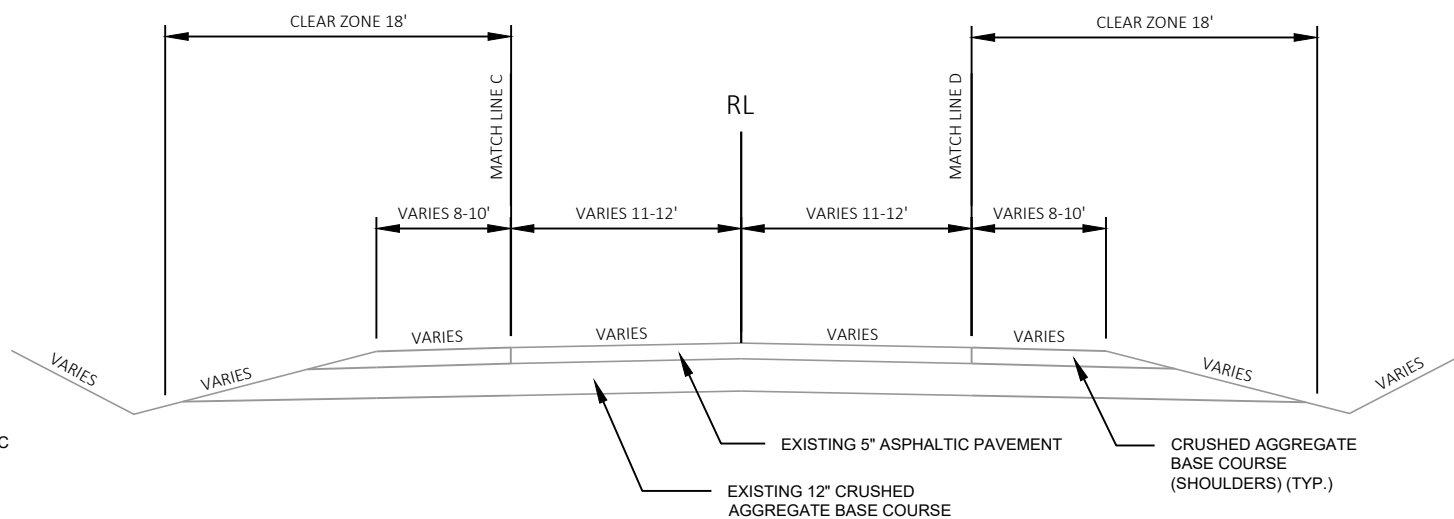 CLEAR ZONE 18'
CLEAR ZONE 18'
MATCH LINE C
MATCH LINE D
RL
VARIES 8-10'
VARIES 11-12'
VARIES 11-12'
VARIES 8-10'
VARIES
VARIES
VARIES
VARIES
VARIES
VARIES
VARIES
VARIES
C
EXISTING 5" ASPHALTIC PAVEMENT
CRUSHED AGGREGATE
BASE COURSE
(SHOULDERS) (TYP.)
EXISTING 12" CRUSHED
AGGREGATE BASE COURSE